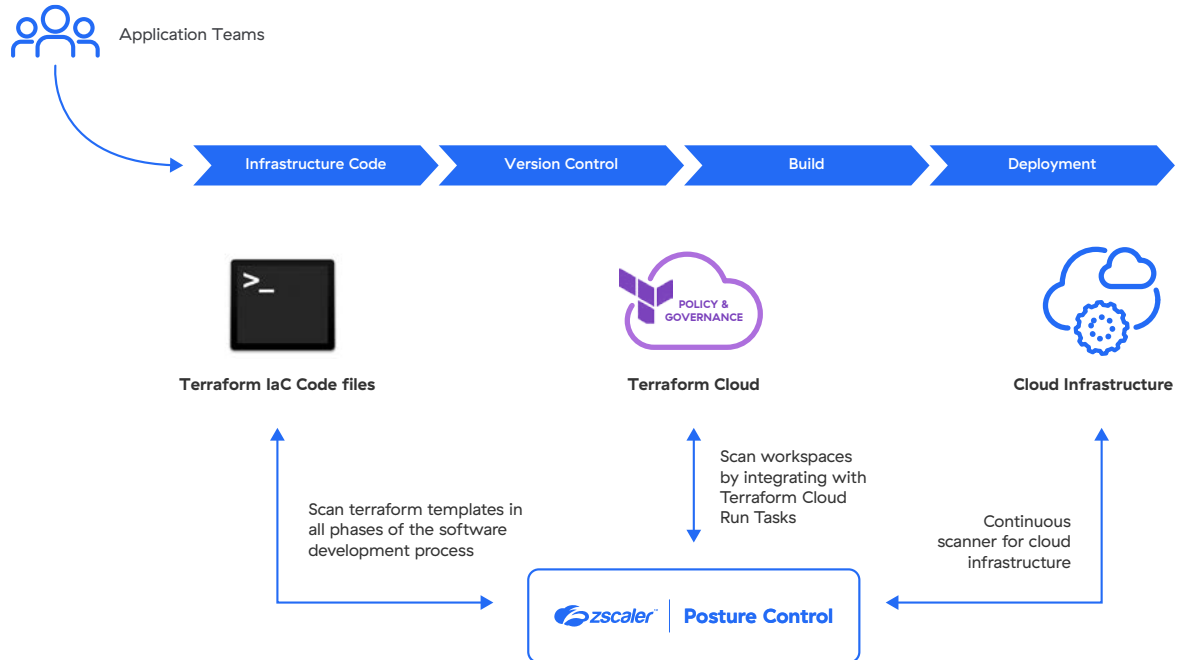 Application Teams
Infrastructure Code
Version Control
Build
Deployment
>_
POLICY &
GOVERNANCE
Terraform IaC Code files
Terraform Cloud
Cloud Infrastructure
Scan terraform templates in
all phases of the software
development process
Scan workspaces
by integrating with
Terraform Cloud
Run Tasks
Continuous
scanner for cloud
infrastructure
zscaler™ | Posture Control